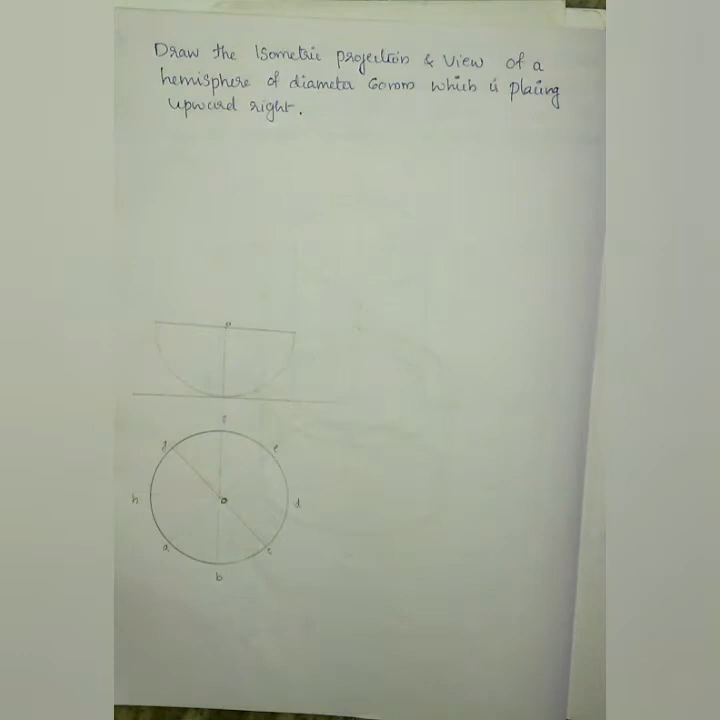 Draw the Isometric projection & View of a
hemisphere of diameter 60mm which is placing
upward right.
o'
f
g e
h o d
a c
b